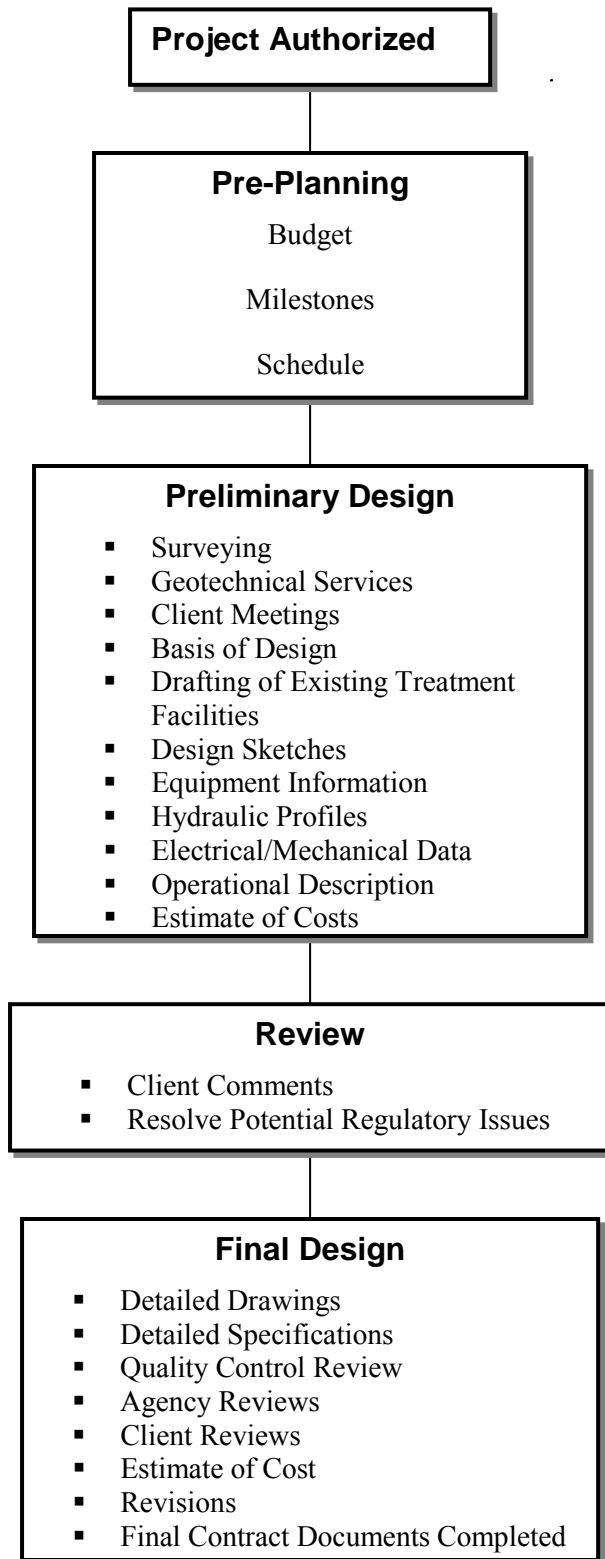 Project Authorized
Pre-Planning
Budget
Milestones
Schedule
Preliminary Design
▪ Surveying
▪ Geotechnical Services
▪ Client Meetings
▪ Basis of Design
▪ Drafting of Existing Treatment
Facilities
▪ Design Sketches
▪ Equipment Information
▪ Hydraulic Profiles
▪ Electrical/Mechanical Data
▪ Operational Description
▪ Estimate of Costs
Review
▪ Client Comments
▪ Resolve Potential Regulatory Issues
Final Design
▪ Detailed Drawings
▪ Detailed Specifications
▪ Quality Control Review
▪ Agency Reviews
▪ Client Reviews
▪ Estimate of Cost
▪ Revisions
▪ Final Contract Documents Completed